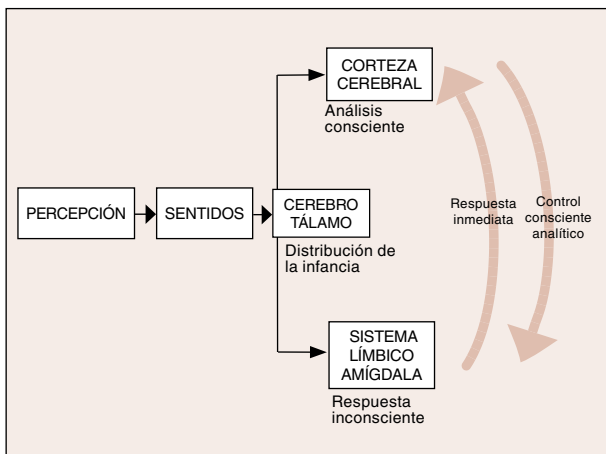 CORTEZA
CEREBRAL
Análisis
consciente
PERCEPCIÓN
SENTIDOS
CEREBRO
TÁLAMO
Distribución de
la infancia
Respuesta
inmediata
Control
consciente
analítico
SISTEMA
LÍMBICO
AMÍGDALA
Respuesta
inconsciente